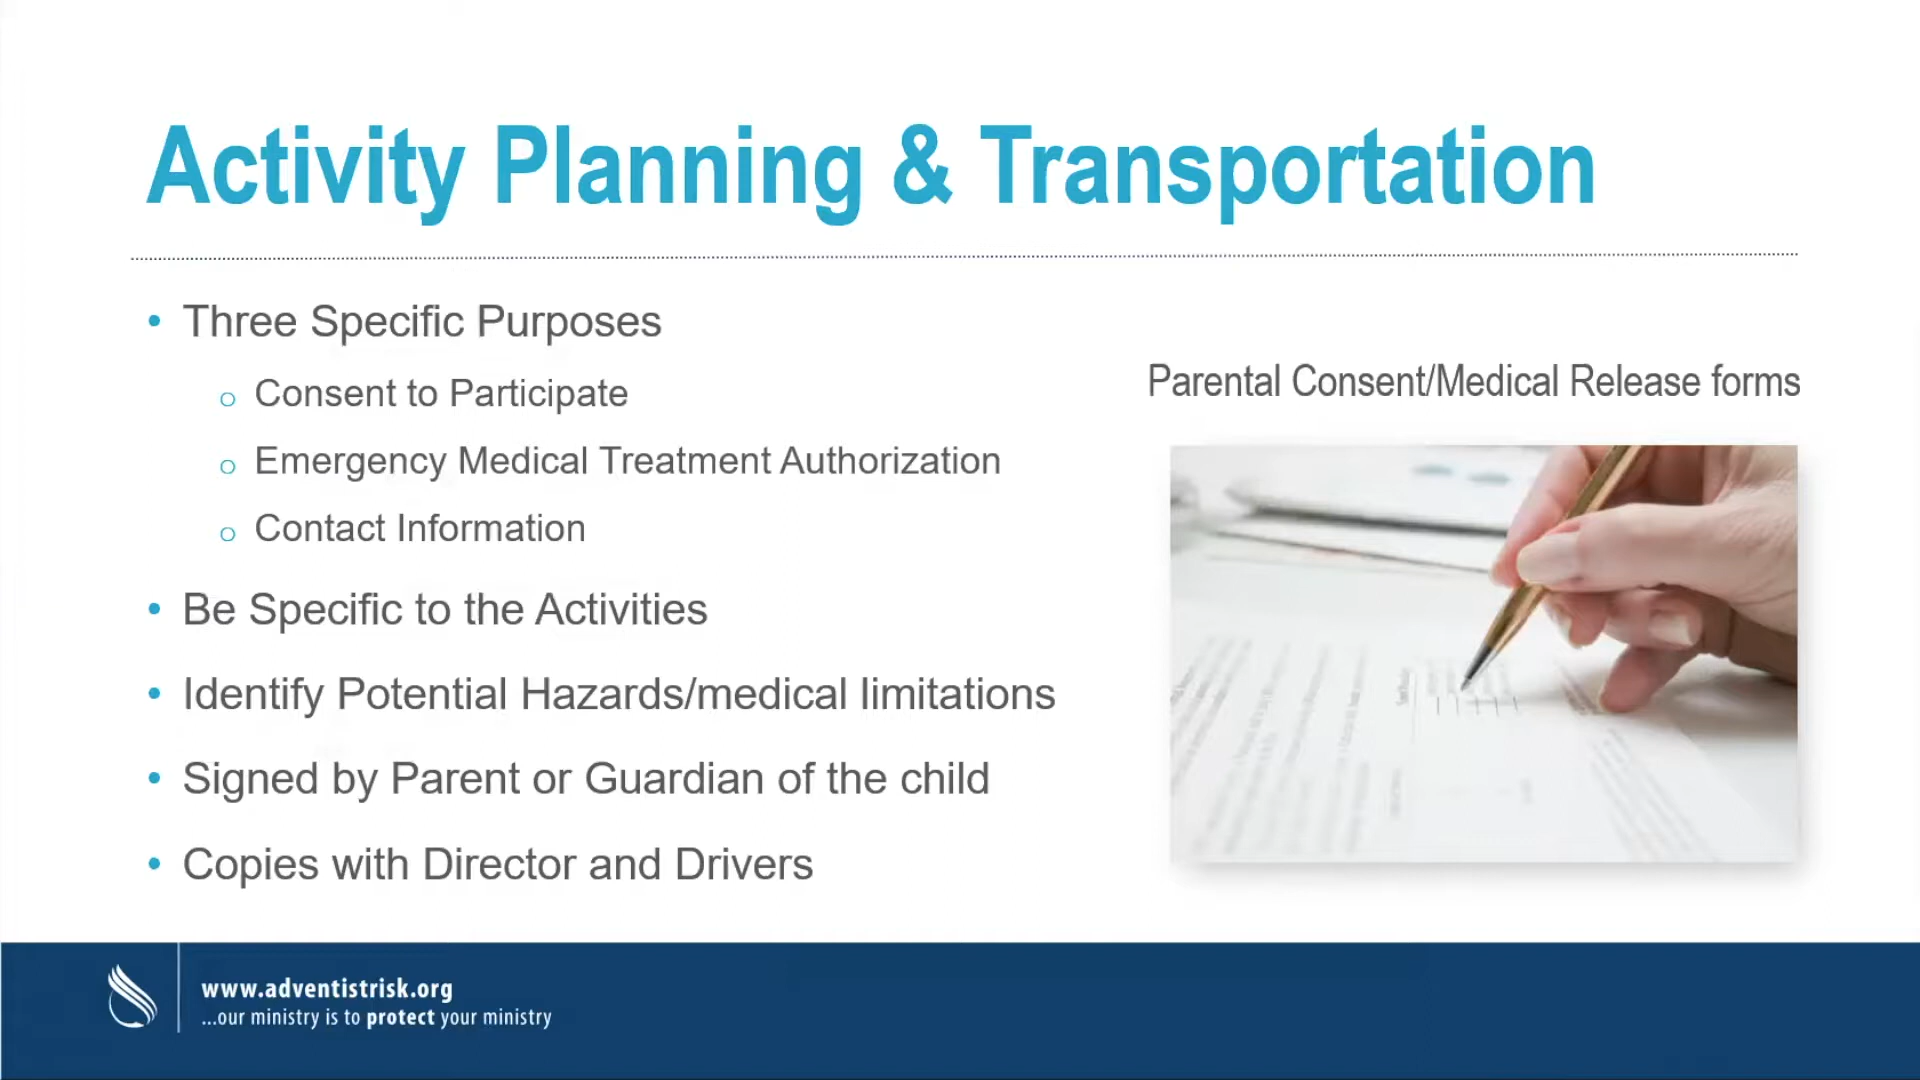 Activity Planning & Transportation
• Three Specific Purposes
o Consent to Participate
o Emergency Medical Treatment Authorization
o Contact Information
• Be Specific to the Activities
• Identify Potential Hazards/medical limitations
• Signed by Parent or Guardian of the child
• Copies with Director and Drivers
Parental Consent/Medical Release forms
www.adventistrisk.org
...our ministry is to protect your ministry